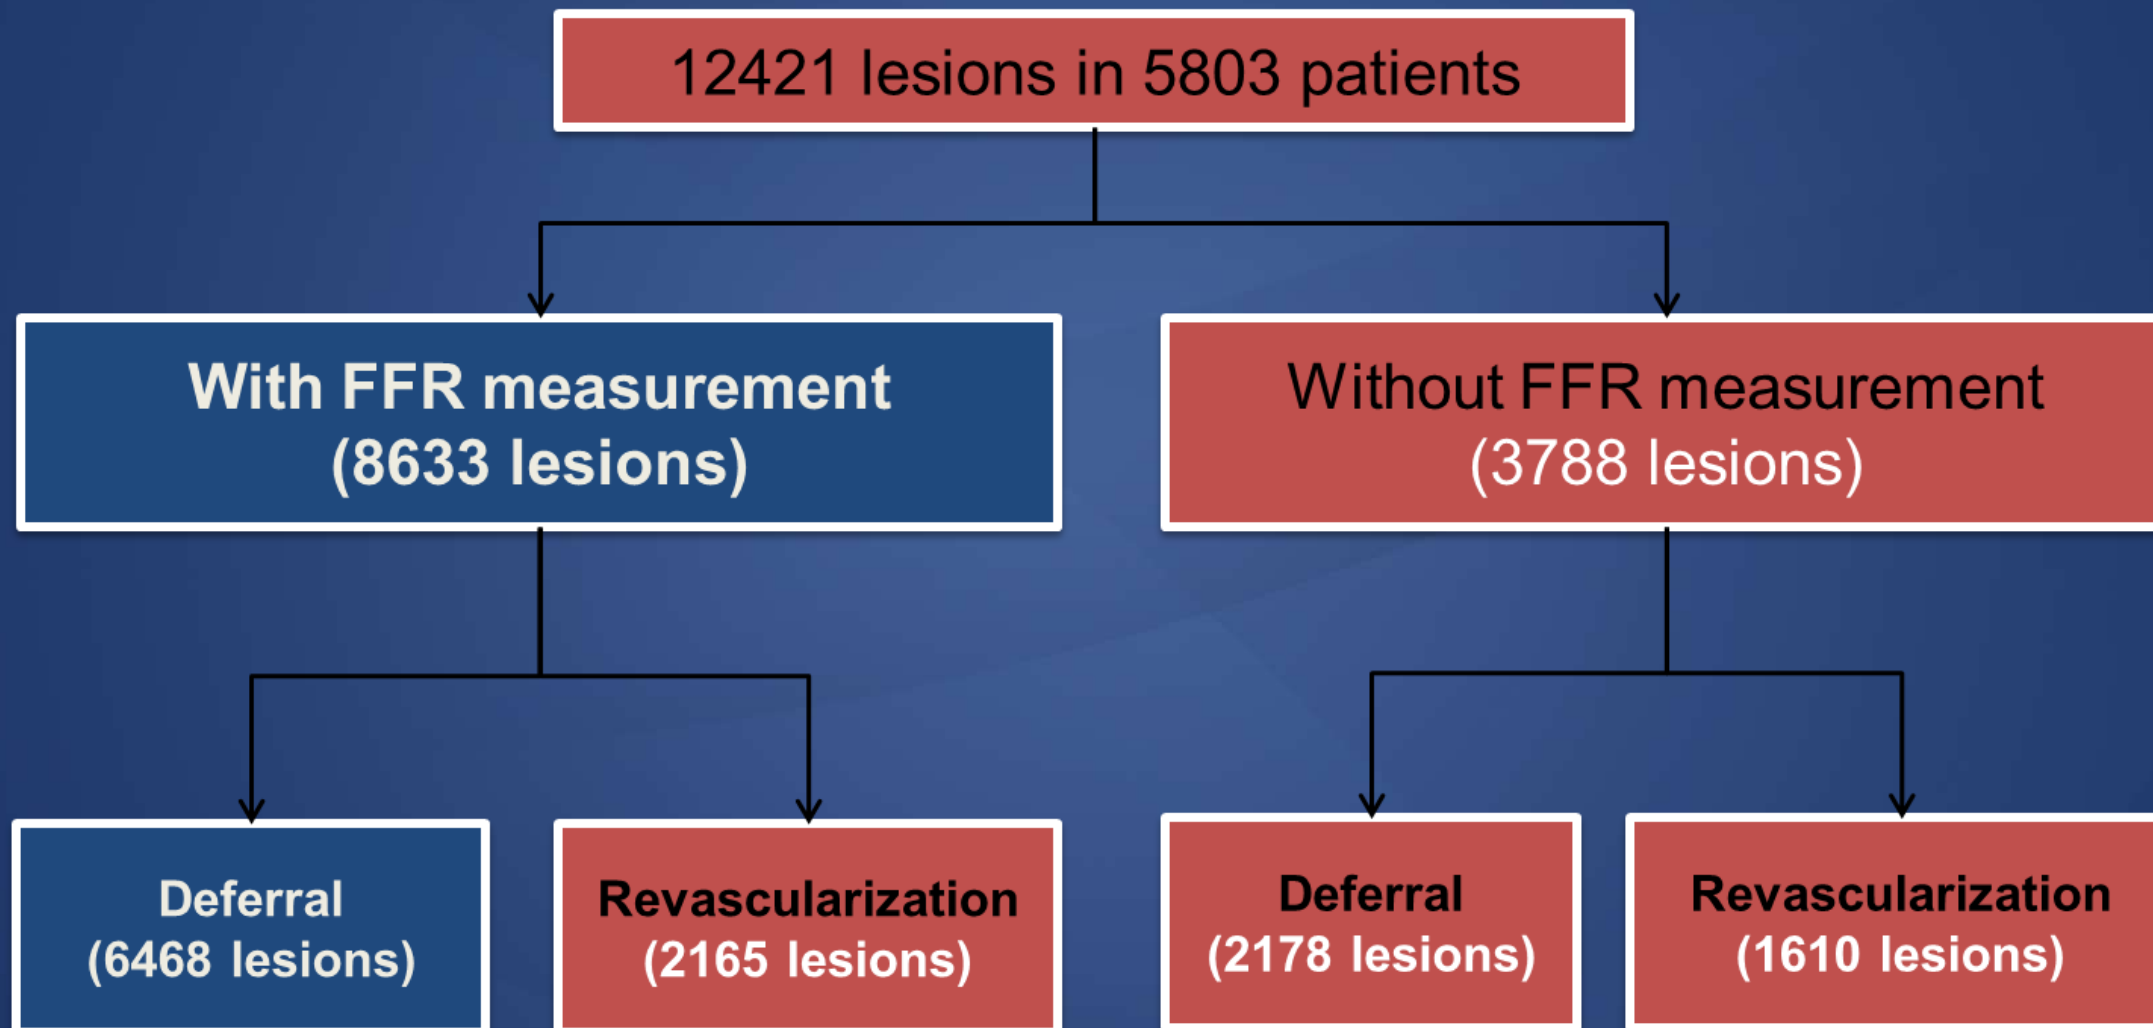 12421 lesions in 5803 patients
With FFR measurement
(8633 lesions)
Without FFR measurement
(3788 lesions)
Deferral
(6468 lesions)
Revascularization
(2165 lesions)
Deferral
(2178 lesions)
Revascularization
(1610 lesions)